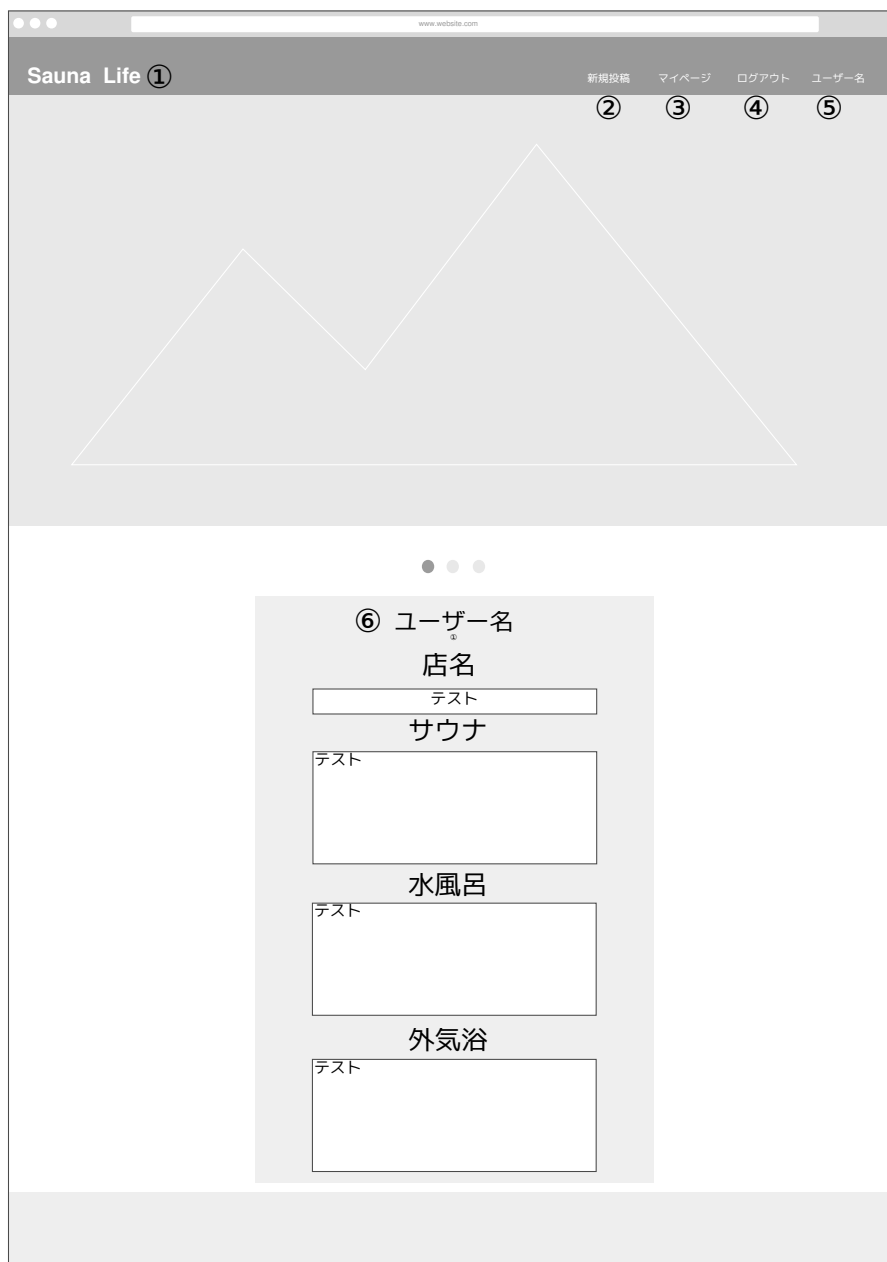 www.website.com
Sauna Life ①
新規投稿 マイページ ログアウト ユーザー名
② ③ ④ ⑤
⑥ ユーザー名
①
店名
テスト
サウナ
テスト
水風呂
テスト
外気浴
テスト